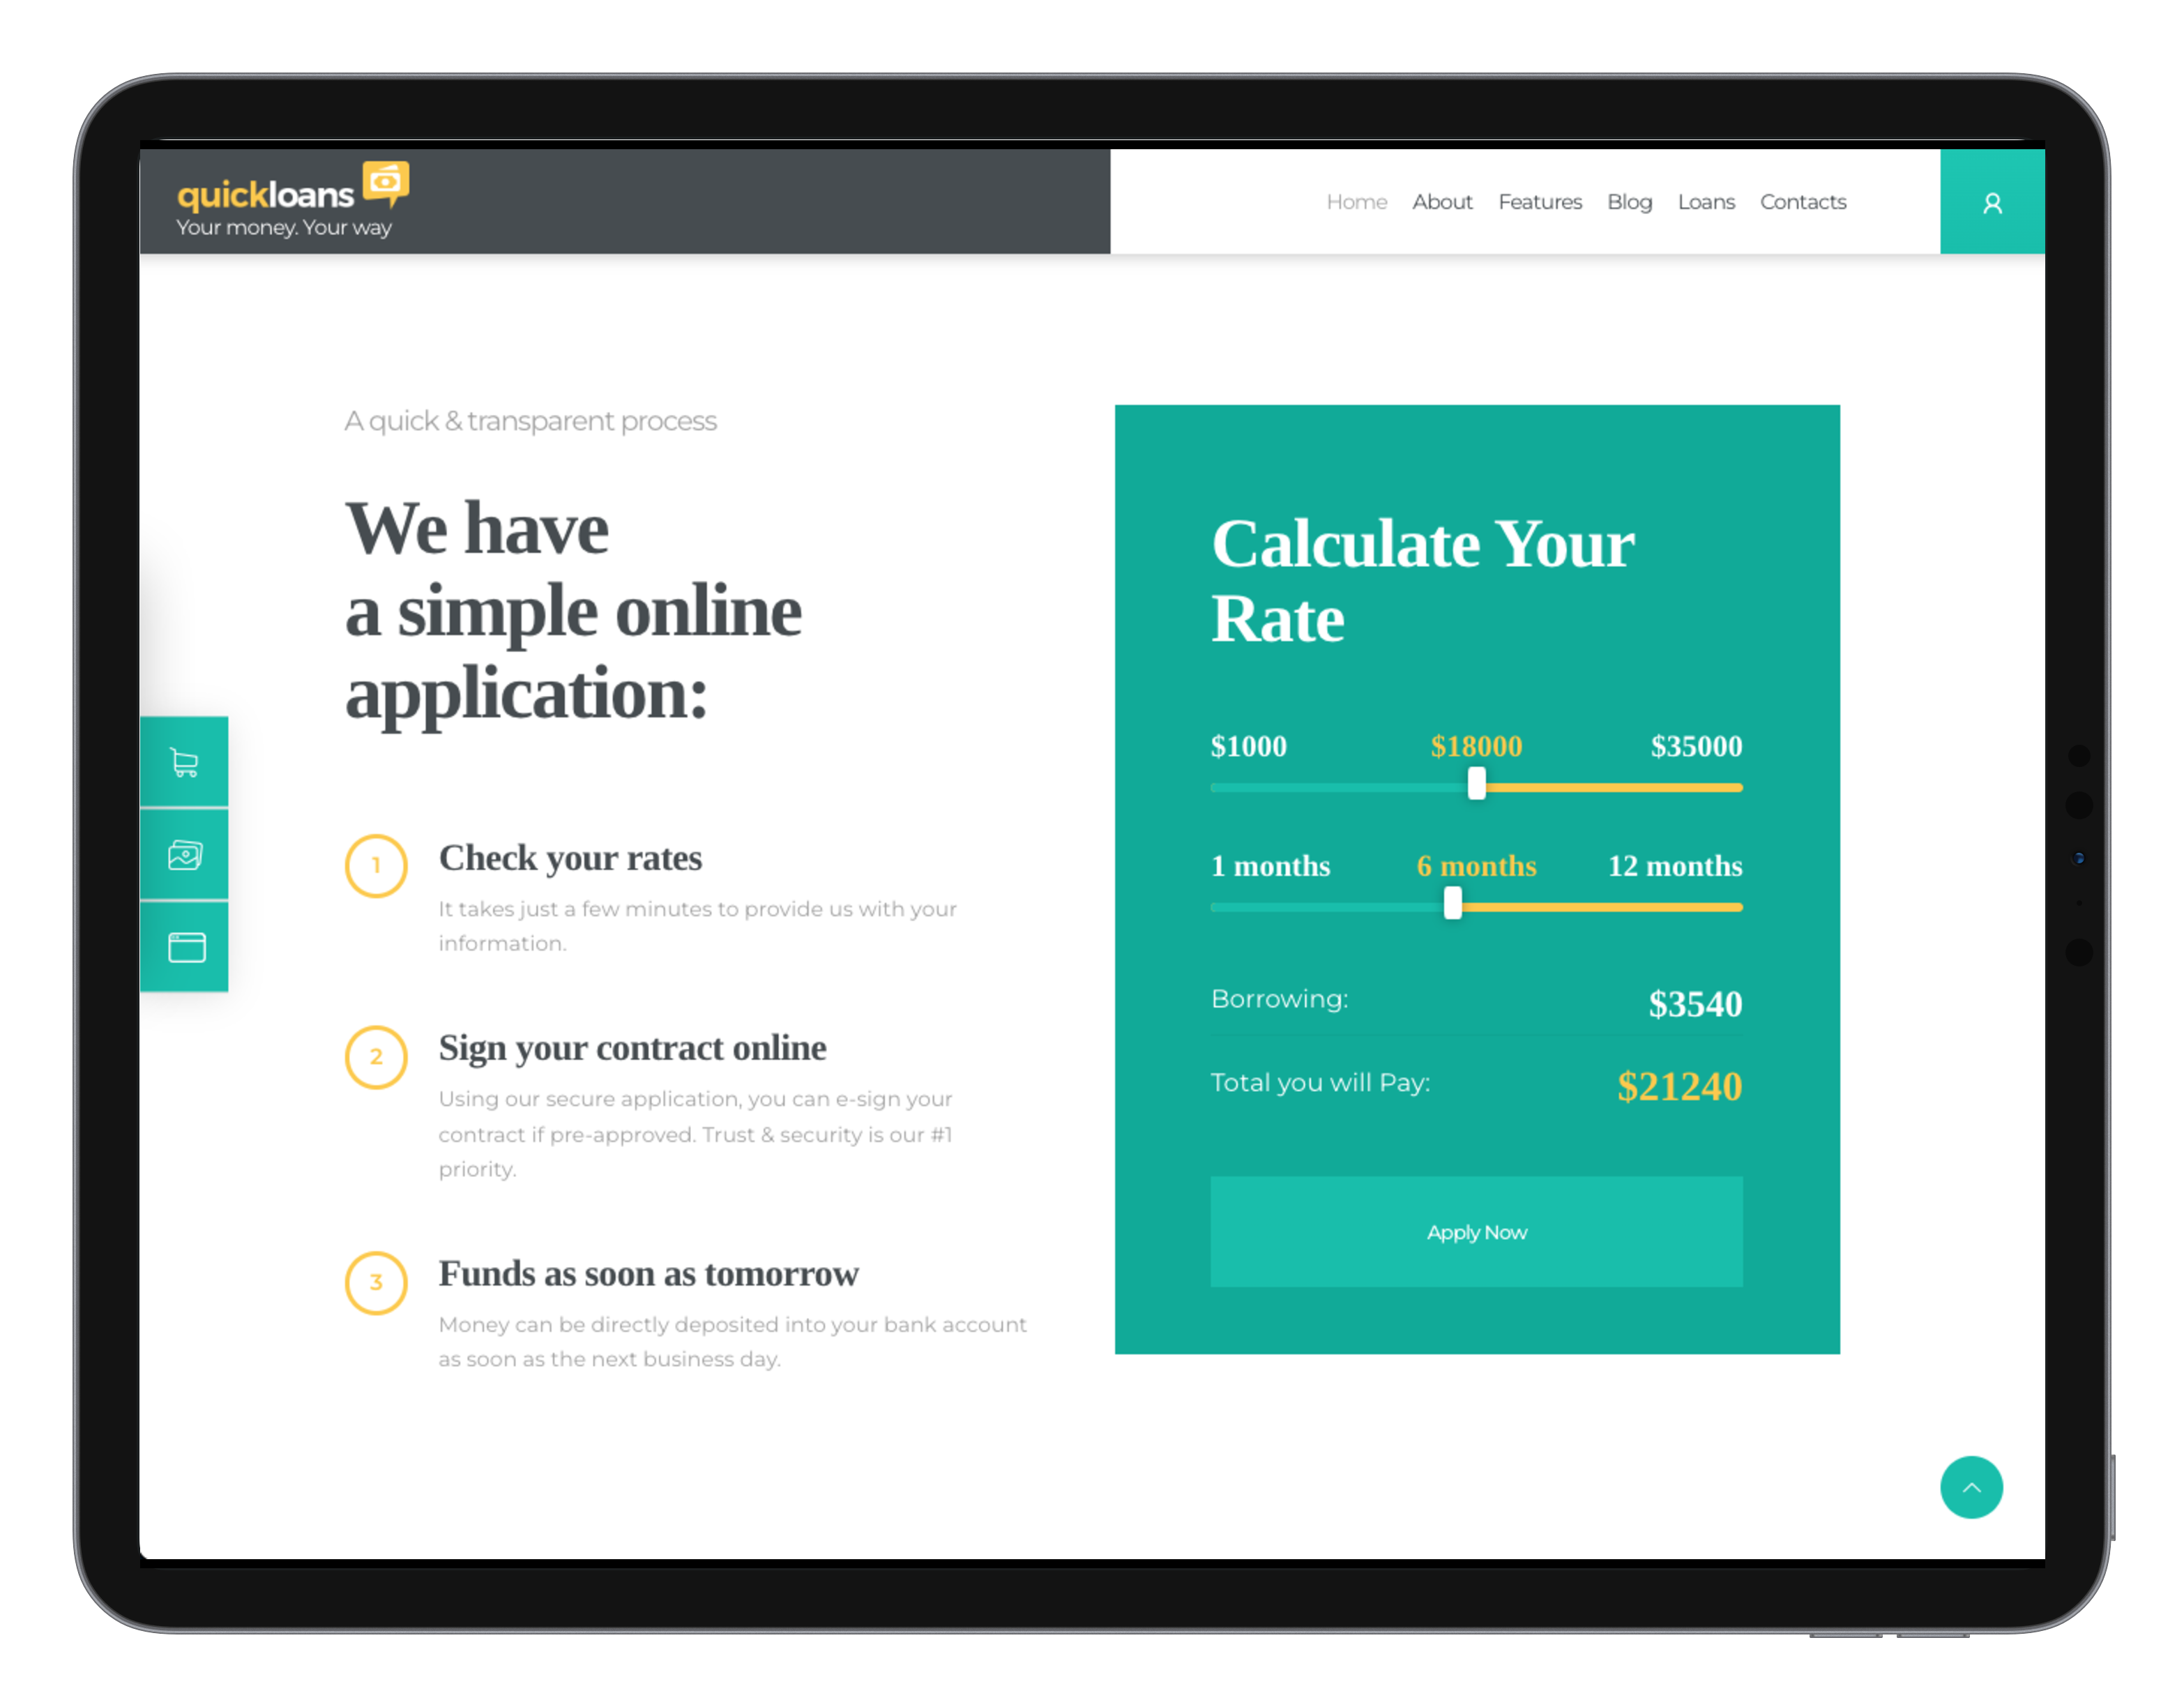 quickloans
Your money. Your way
Home About Features Blog Loans Contacts
A quick & transparent process
We have
a simple online
application:
1
Check your rates
It takes just a few minutes to provide us with your
information.
2
Sign your contract online
Using our secure application, you can e-sign your
contract if pre-approved. Trust & security is our #1
priority.
3
Funds as soon as tomorrow
Money can be directly deposited into your bank account
as soon as the next business day.
Calculate Your
Rate
$1000 $18000 $35000
1 months 6 months 12 months
Borrowing: $3540
Total you will Pay: $21240
Apply Now